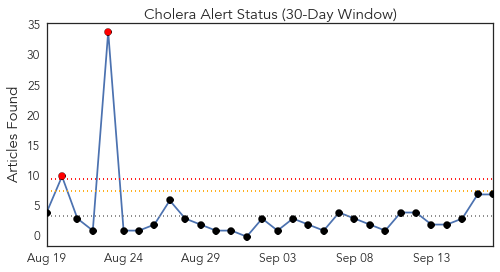 Cholera Alert Status (30-Day Window)
Articles Found
35
30
25
20
15
10
5
0
Aug 19 Aug 24 Aug 29 Sep 03 Sep 08 Sep 13